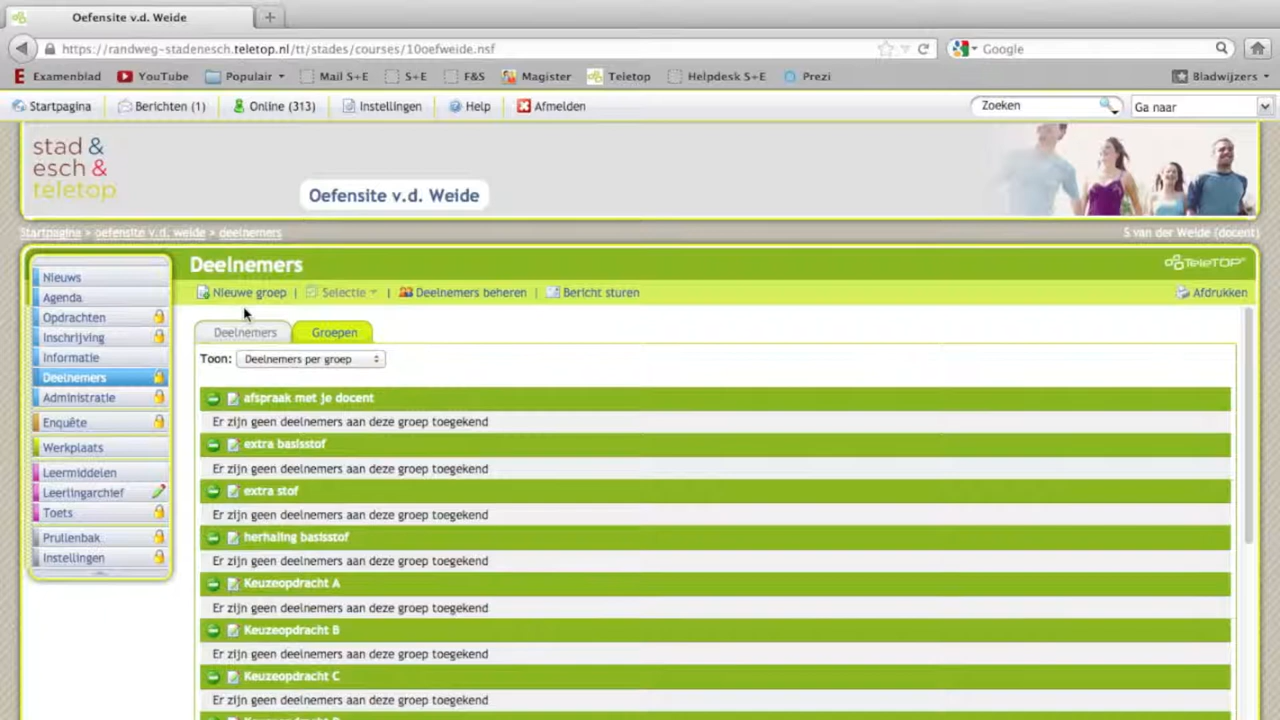 Oefensite v.d. Weide
https://randweg-stadenesch.teletop.nl/tt/stades/courses/10oefweide.nsf
Google
Examenblad YouTube Populair Mail S+E S+E F&S Magister Teletop Helpdesk S+E Prezi Bladwijzers
Startpagina Berichten (1) Online (313) Instellingen Help Afmelden Zoeken Ga naar
stad &
esch &
teletop
Oefensite v.d. Weide
Startpagina > oefensite v.d. weide > deelnemers
S van der Weide (docent)
Deelnemers
TeleTOP
Nieuwe groep | Selectie | Deelnemers beheren | Bericht sturen
Afdrukken
Nieuws
Agenda
Opdrachten
Inschrijving
Informatie
Deelnemers
Administratie
Enquête
Werkplaats
Leermiddelen
Leerlingarchief
Toets
Prullenbak
Instellingen
Deelnemers Groepen
Toon: Deelnemers per groep
afspraak met je docent
Er zijn geen deelnemers aan deze groep toegekend
extra basisstof
Er zijn geen deelnemers aan deze groep toegekend
extra stof
Er zijn geen deelnemers aan deze groep toegekend
herhaling basisstof
Er zijn geen deelnemers aan deze groep toegekend
Keuzeopdracht A
Er zijn geen deelnemers aan deze groep toegekend
Keuzeopdracht B
Er zijn geen deelnemers aan deze groep toegekend
Keuzeopdracht C
Er zijn geen deelnemers aan deze groep toegekend